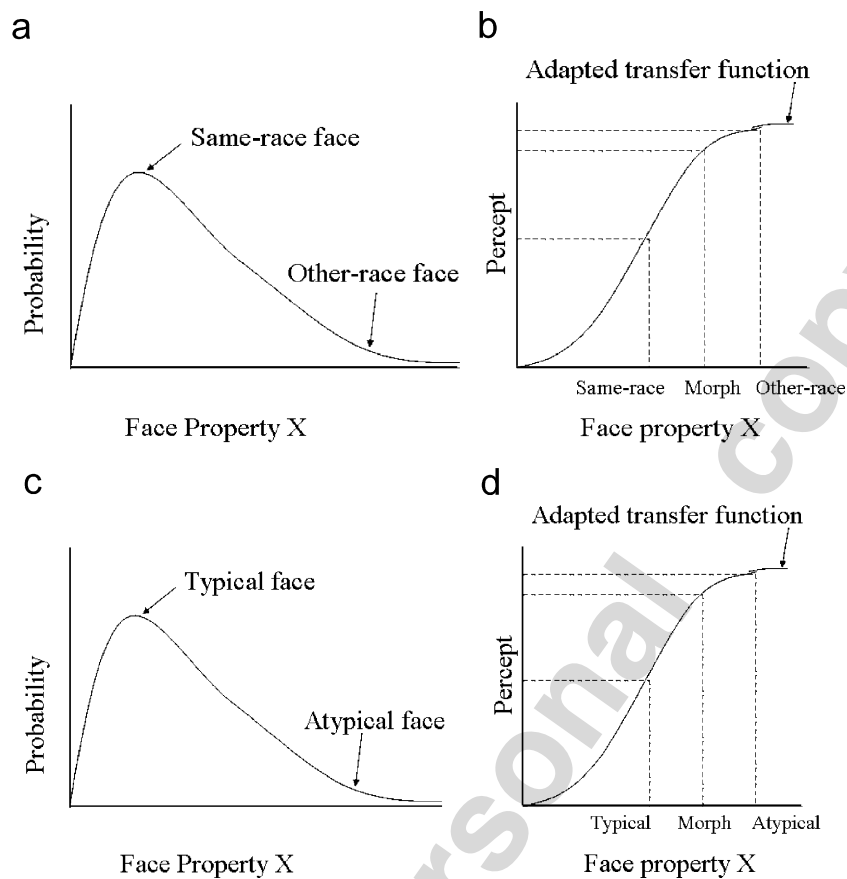 a
b
Adapted transfer function
Same-race face
Other-race face
Probability
Percept
Same-race Morph Other-race
Face Property X
Face property X
c
d
Adapted transfer function
Typical face
Atypical face
Probability
Percept
Typical Morph Atypical
Face Property X
Face property X